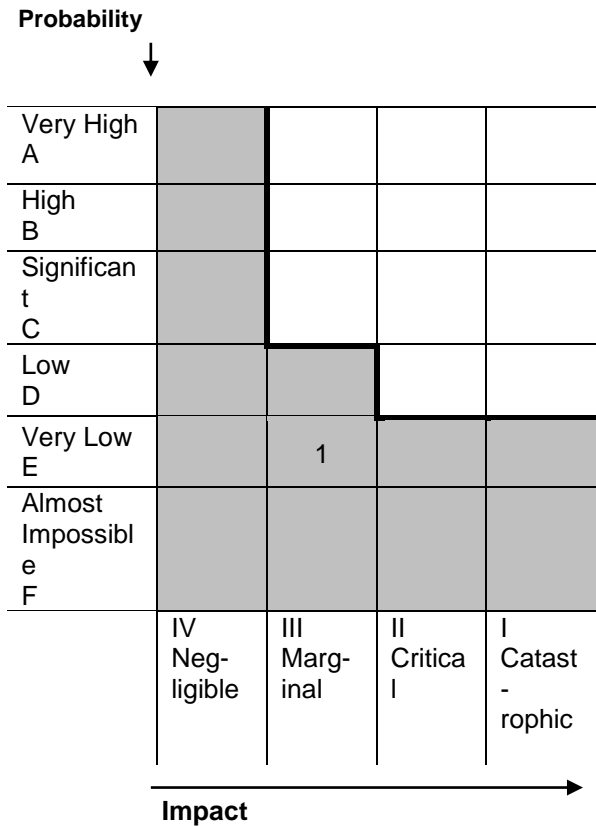 Probability
Very High
A
High
B
Significan
t
C
Low
D
Very Low
E
1
Almost
Impossibl
e
F
IV
Neg-
ligible
III
Marg-
inal
II
Critica
l
I
Catast
-
rophic
Impact